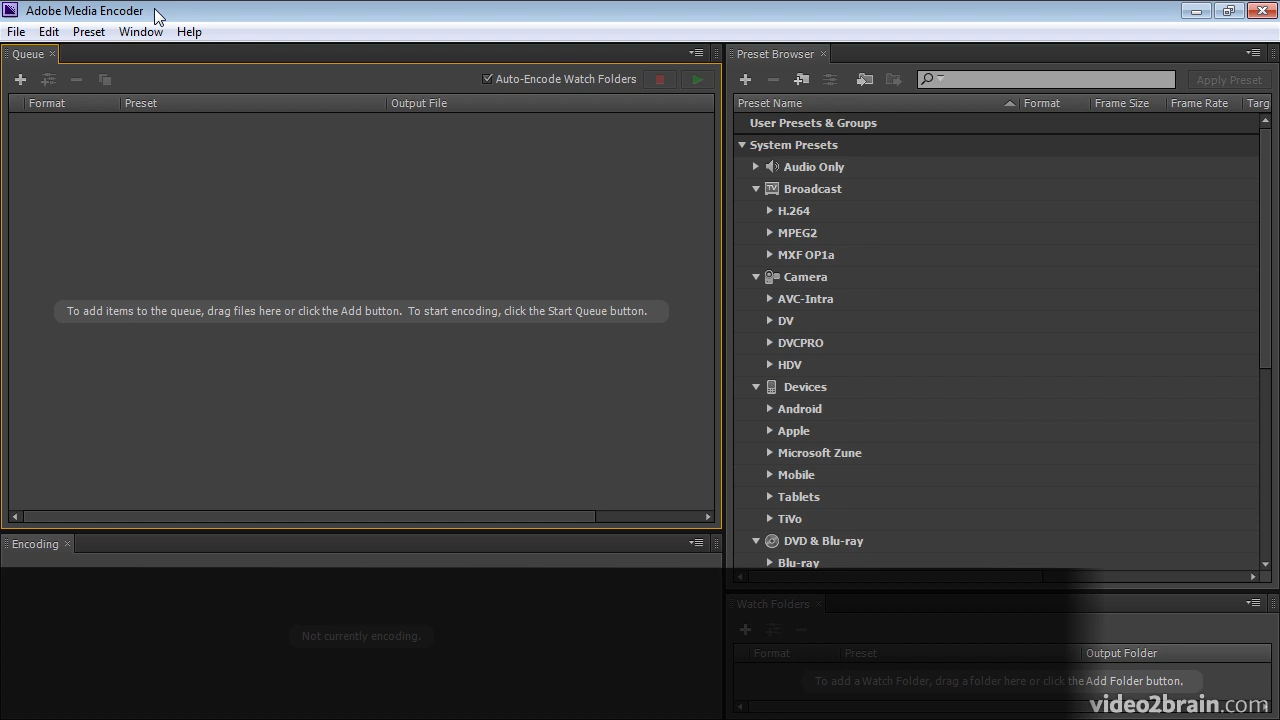 Adobe Media Encoder
File Edit Preset Window Help
Queue
Auto-Encode Watch Folders
Format Preset Output File
To add items to the queue, drag files here or click the Add button. To start encoding, click the Start Queue button.
Encoding
Not currently encoding.
Preset Browser
Apply Preset
Preset Name Format Frame Size Frame Rate Targ
User Presets & Groups
System Presets
Audio Only
TV Broadcast
H.264
MPEG2
MXF OP1a
Camera
AVC-Intra
DV
DVCPRO
HDV
Devices
Android
Apple
Microsoft Zune
Mobile
Tablets
TiVo
DVD & Blu-ray
Blu-ray
Watch Folders
Format Preset Output Folder
To add a Watch Folder, drag a folder here or click the Add Folder button.
video2brain.com